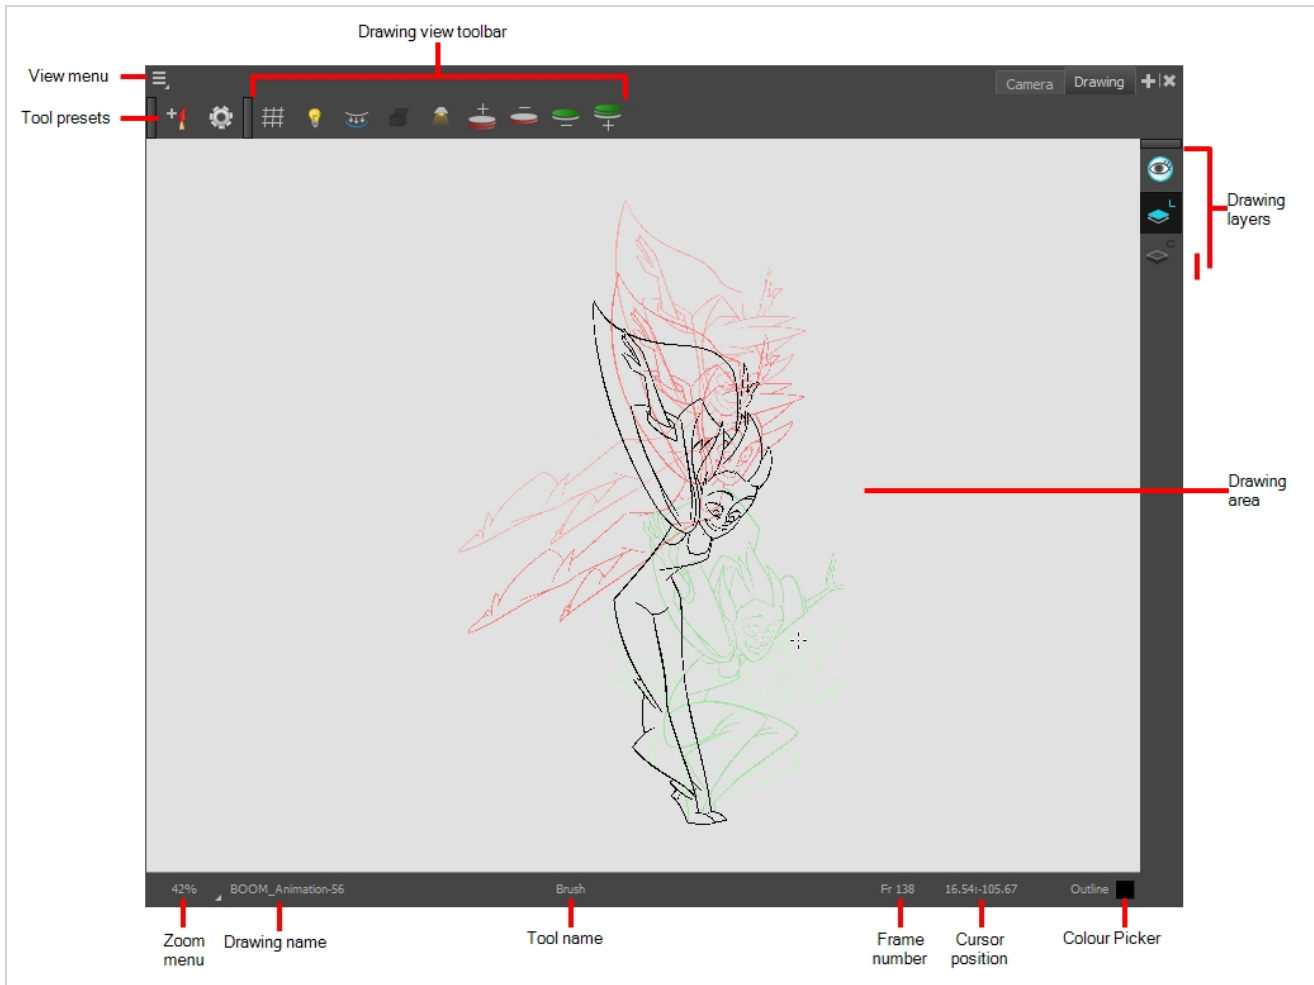 Drawing view toolbar
View menu
Camera
Drawing
Tool presets
L
Drawing
layers
C
Drawing
area
42%
BOOM_Animation-56
Brush
Fr 138
16.54:-105.67
Outline
Zoom
menu
Drawing name
Tool name
Frame
number
Cursor
position
Colour Picker